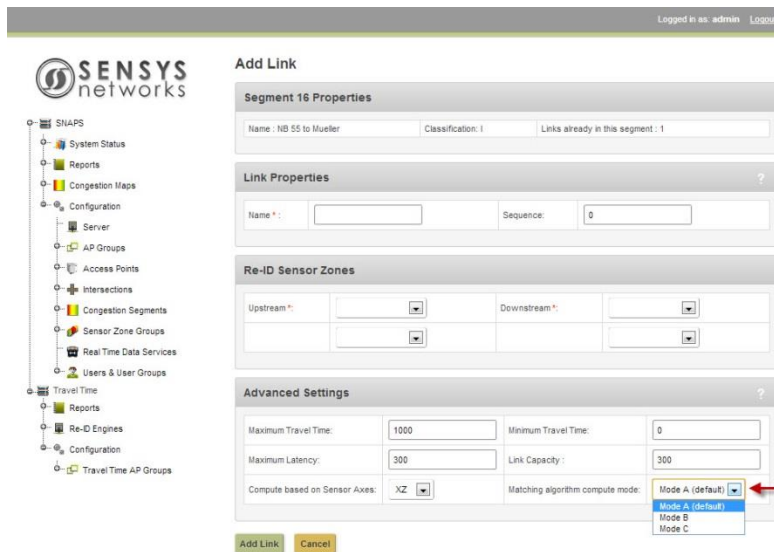 Logged in as: admin Logou
SENSYS
networks
Add Link
Segment 16 Properties
Name : NB 55 to Mueller Classification: I Links already in this segment : 1
Link Properties ?
Name * : Sequence: 0
Re-ID Sensor Zones
Upstream *: Downstream *:
Advanced Settings ?
Maximum Travel Time: 1000 Minimum Travel Time: 0
Maximum Latency: 300 Link Capacity : 300
Compute based on Sensor Axes: XZ Matching algorithm compute mode: Mode A (default)
Mode A (default)
Mode B
Mode C
Add Link Cancel
SNAPS
System Status
Reports
Congestion Maps
Configuration
Server
AP Groups
Access Points
Intersections
Congestion Segments
Sensor Zone Groups
Real Time Data Services
Users & User Groups
Travel Time
Reports
Re-ID Engines
Configuration
Travel Time AP Groups